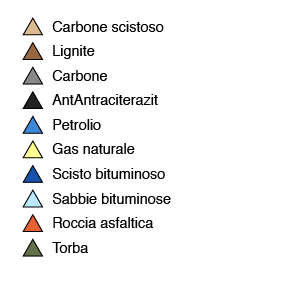 Carbone scistoso
Lignite
Carbone
AntAntraciterazit
Petrolio
Gas naturale
Scisto bituminoso
Sabbie bituminose
Roccia asfaltica
Torba